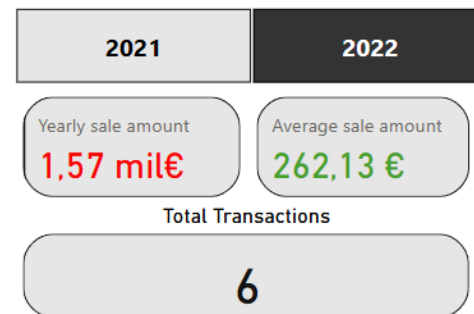 2021 2022
Yearly sale amount Average sale amount
1,57 mil€ 262,13 €
Total Transactions
6